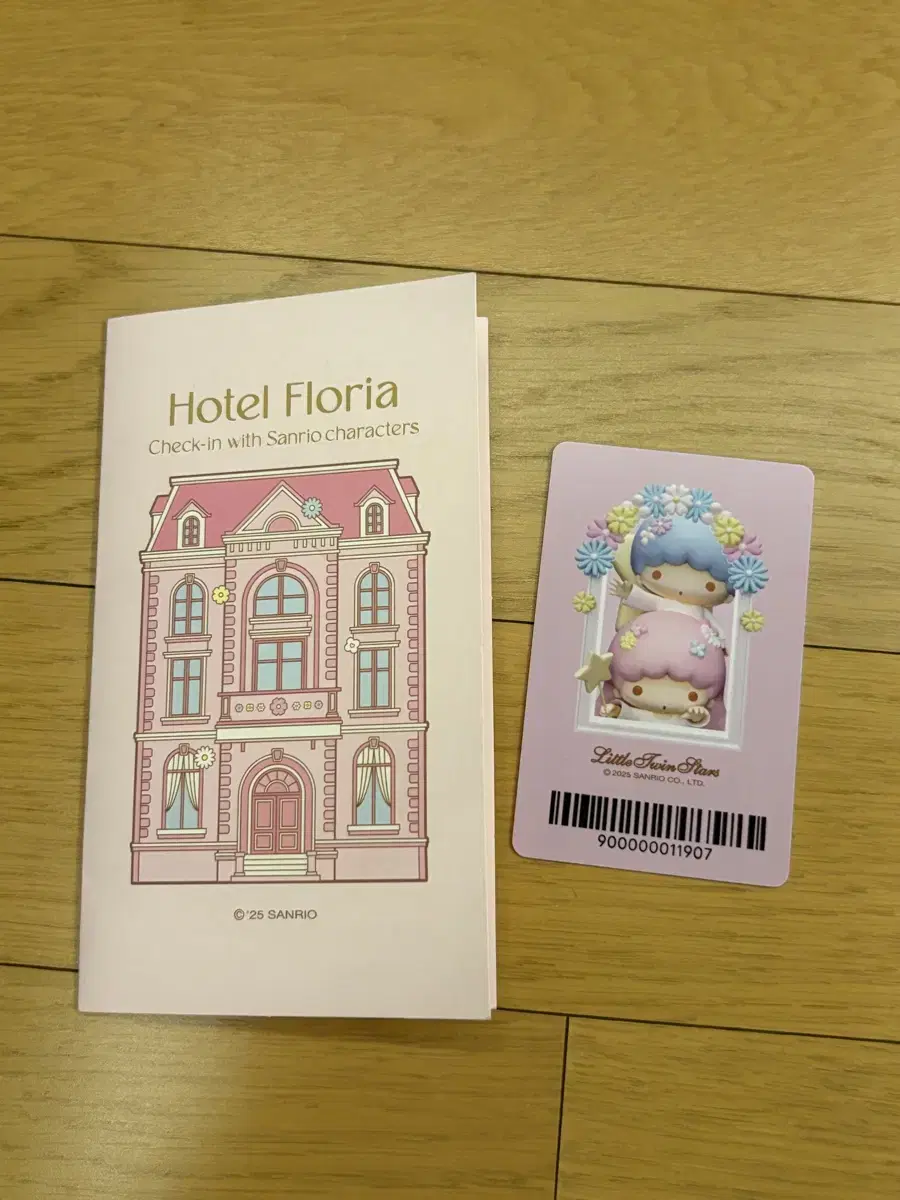 Hotel Floria
Check-in with Sanrio characters
©'25 SANRIO
Little Twin Stars
© 2025 SANRIO CO., LTD.
900000011907